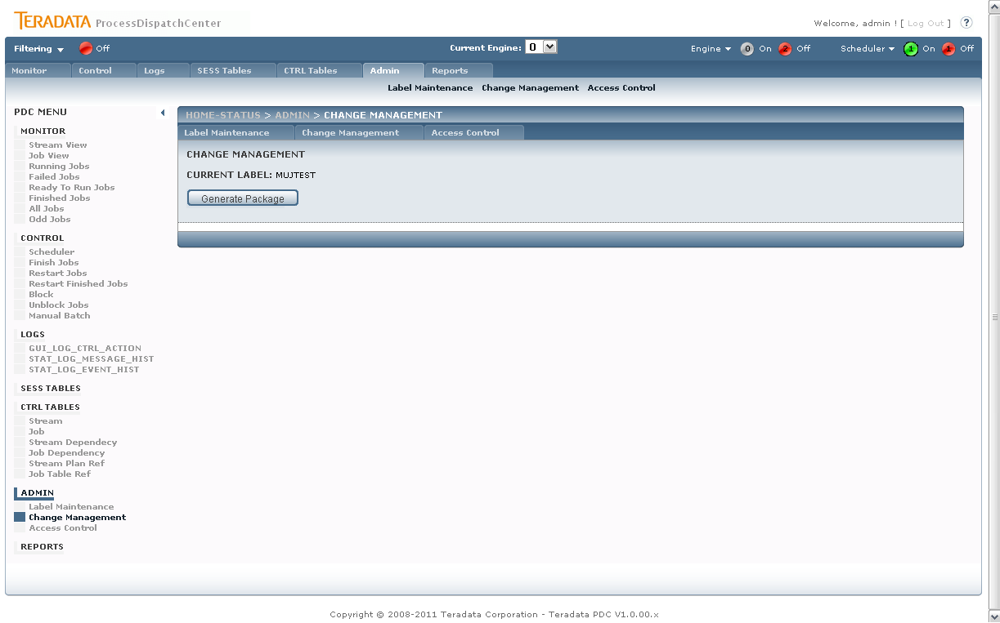 TERADATA ProcessDispatchCenter
Welcome, admin ! [ Log Out ] ?
Filtering Off Current Engine: 0 Engine 0 On 2 Off Scheduler 1 On 1 Off
Monitor Control Logs SESS Tables CTRL Tables Admin Reports
Label Maintenance Change Management Access Control
PDC MENU
MONITOR
Stream View
Job View
Running Jobs
Failed Jobs
Ready To Run Jobs
Finished Jobs
All Jobs
Odd Jobs
CONTROL
Scheduler
Finish Jobs
Restart Jobs
Restart Finished Jobs
Block
Unblock Jobs
Manual Batch
LOGS
GUI_LOG_CTRL_ACTION
STAT_LOG_MESSAGE_HIST
STAT_LOG_EVENT_HIST
SESS TABLES
CTRL TABLES
Stream
Job
Stream Dependecy
Job Dependency
Stream Plan Ref
Job Table Ref
ADMIN
Label Maintenance
Change Management
Access Control
REPORTS
HOME-STATUS > ADMIN > CHANGE MANAGEMENT
Label Maintenance Change Management Access Control
CHANGE MANAGEMENT
CURRENT LABEL: MUJTEST
Generate Package
Copyright © 2008-2011 Teradata Corporation - Teradata PDC V1.0.00.x